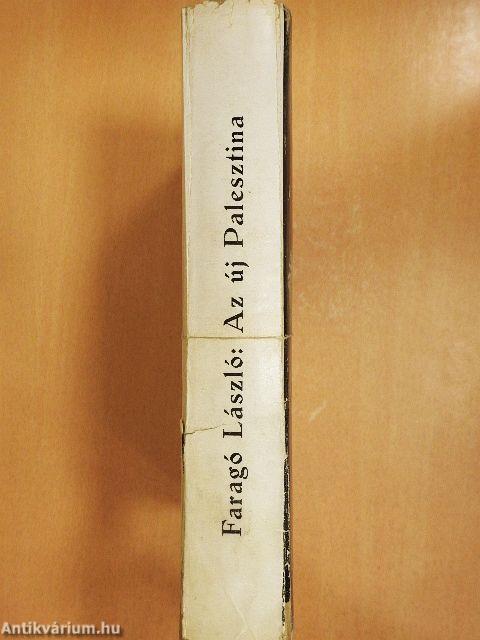 Faragó László: Az új Palesztina
Antikvárium.hu